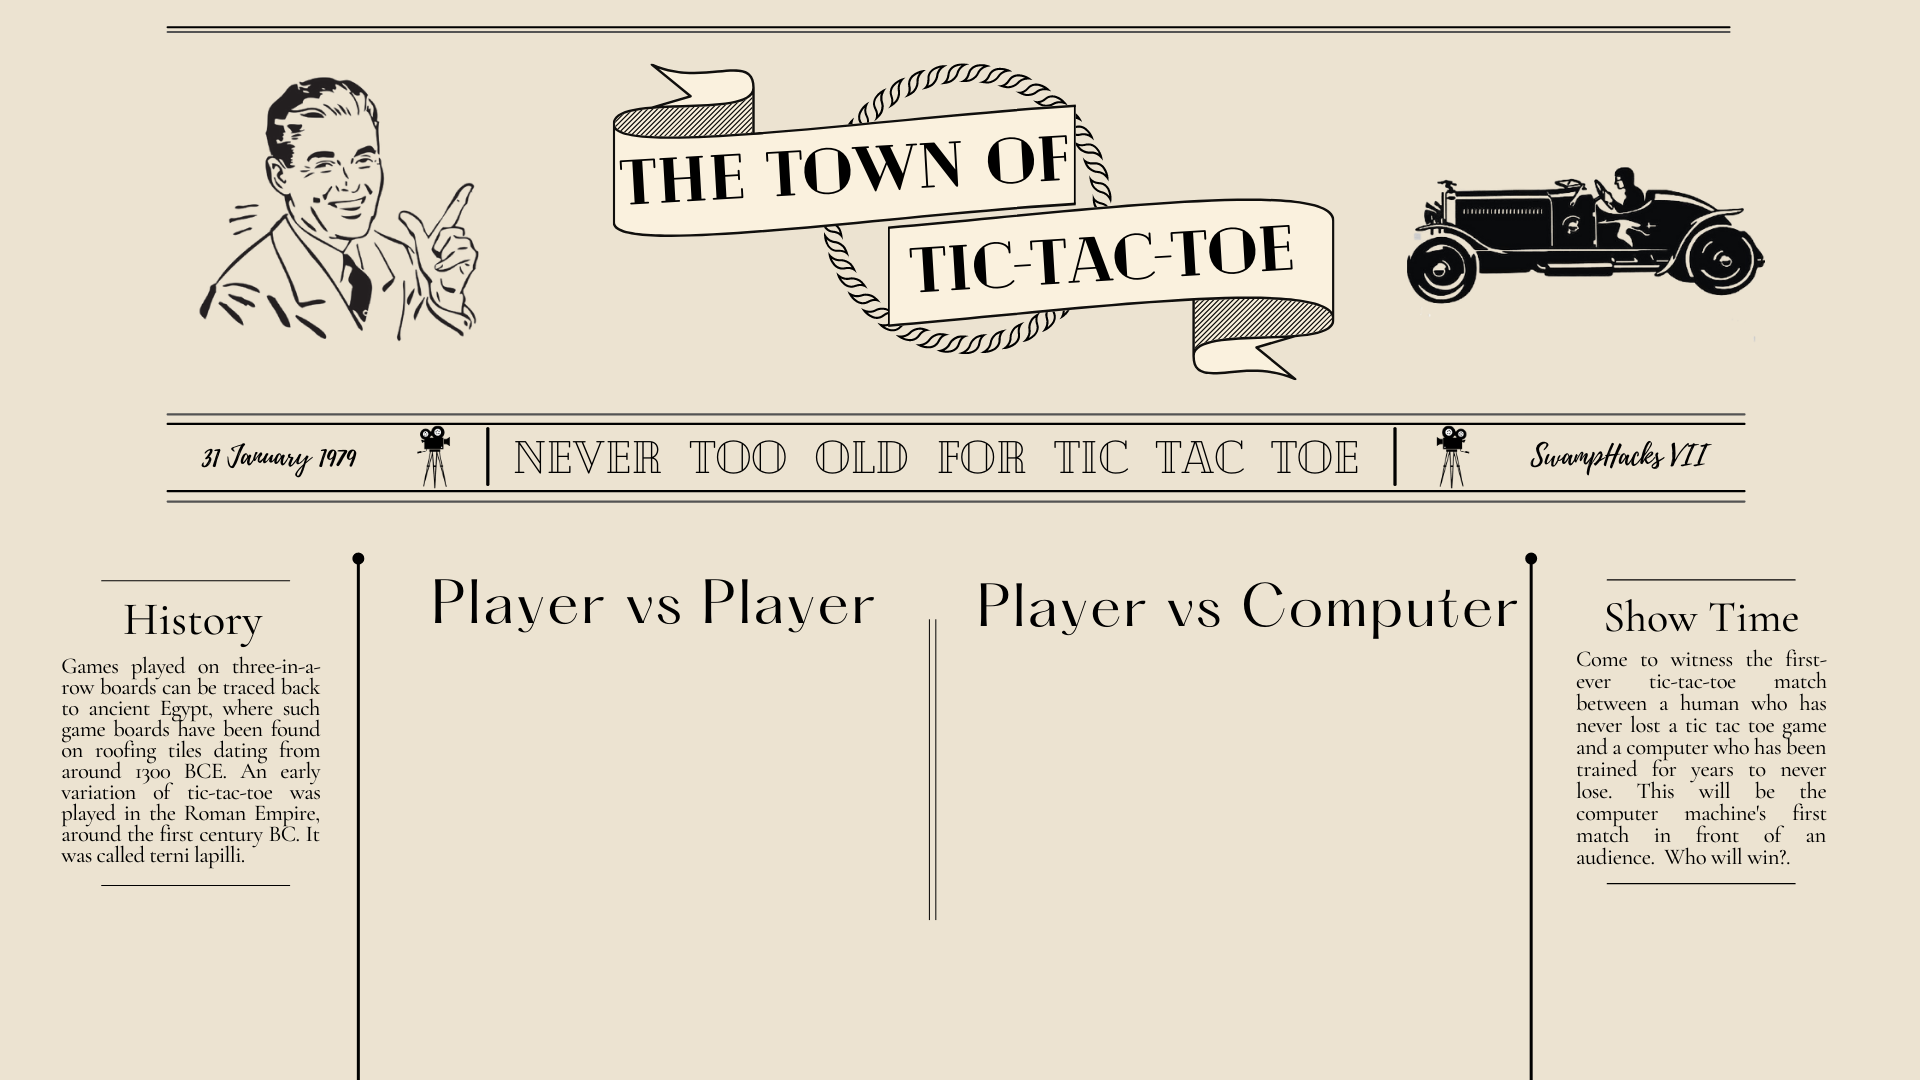 THE TOWN OF
TIC-TAC-TOE
31 January 1979
NEVER TOO OLD FOR TIC TAC TOE
SwampHacks VII
History
Games played on three-in-a-
row boards can be traced back
to ancient Egypt, where such
game boards have been found
on roofing tiles dating from
around 1300 BCE. An early
variation of tic-tac-toe was
played in the Roman Empire,
around the first century BC. It
was called terni lapilli.
Player vs Player
Player vs Computer
Show Time
Come to witness the first-
ever tic-tac-toe match
between a human who has
never lost a tic tac toe game
and a computer who has been
trained for years to never
lose. This will be the
computer machine's first
match in front of an
audience. Who will win?.